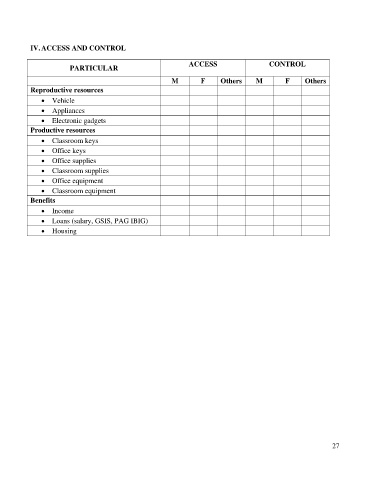 IV. ACCESS AND CONTROL
PARTICULAR ACCESS CONTROL
M F Others M F Others
Reproductive resources
• Vehicle
• Appliances
• Electronic gadgets
Productive resources
• Classroom keys
• Office keys
• Office supplies
• Classroom supplies
• Office equipment
• Classroom equipment
Benefits
• Income
• Loans (salary, GSIS, PAG IBIG)
• Housing
27